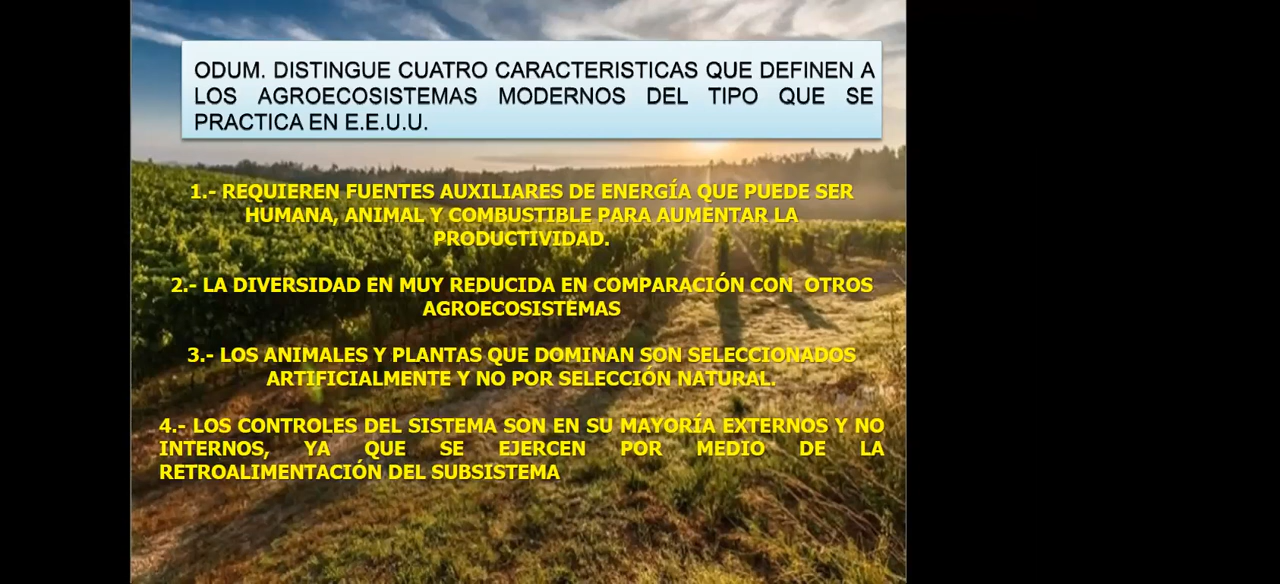 ODUM. DISTINGUE CUATRO CARACTERISTICAS QUE DEFINEN A
LOS AGROECOSISTEMAS MODERNOS DEL TIPO QUE SE
PRACTICA EN E.E.U.U.
1.- REQUIEREN FUENTES AUXILIARES DE ENERGÍA QUE PUEDE SER
HUMANA, ANIMAL Y COMBUSTIBLE PARA AUMENTAR LA
PRODUCTIVIDAD.
2.- LA DIVERSIDAD EN MUY REDUCIDA EN COMPARACIÓN CON OTROS
AGROECOSISTEMAS
3.- LOS ANIMALES Y PLANTAS QUE DOMINAN SON SELECCIONADOS
ARTIFICIALMENTE Y NO POR SELECCIÓN NATURAL.
4.- LOS CONTROLES DEL SISTEMA SON EN SU MAYORÍA EXTERNOS Y NO
INTERNOS, YA QUE SE EJERCEN POR MEDIO DE LA
RETROALIMENTACIÓN DEL SUBSISTEMA